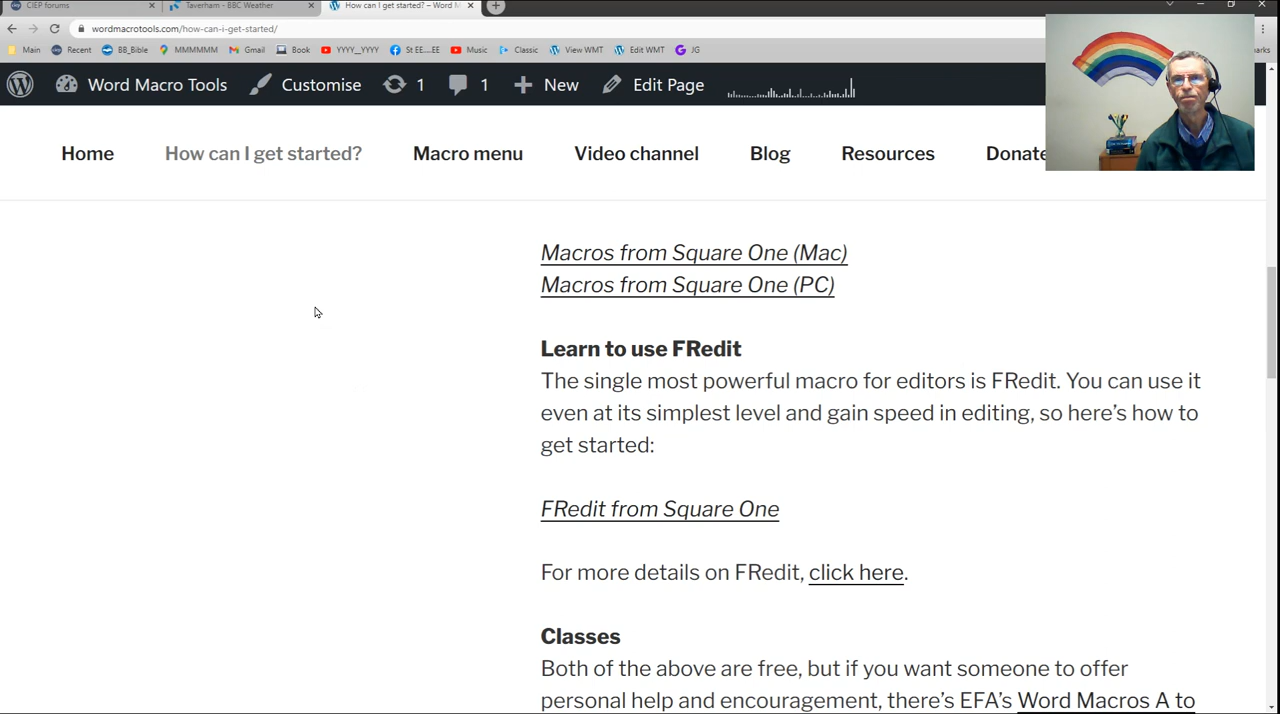 CIEP forums
Taverham - BBC Weather
How can I get started? – Word M
wordmacrotools.com/how-can-i-get-started/
Main Recent BB_Bible MMMMMM Gmail Book YYYY__YYYY St EE....EE Music Classic View WMT Edit WMT JG
Word Macro Tools Customise 1 1 New Edit Page
Home How can I get started? Macro menu Video channel Blog Resources Donate
Macros from Square One (Mac)
Macros from Square One (PC)
Learn to use FRedit
The single most powerful macro for editors is FRedit. You can use it
even at its simplest level and gain speed in editing, so here’s how to
get started:
FRedit from Square One
For more details on FRedit, click here.
Classes
Both of the above are free, but if you want someone to offer
personal help and encouragement, there’s EFA’s Word Macros A to